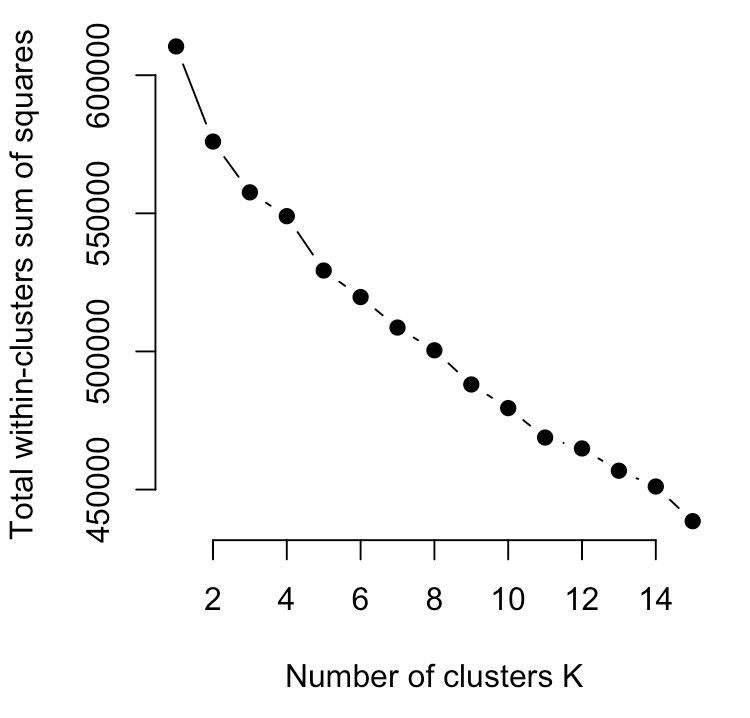 Total within-clusters sum of squares
600000
550000
500000
450000
2 4 6 8 10 12 14
Number of clusters K